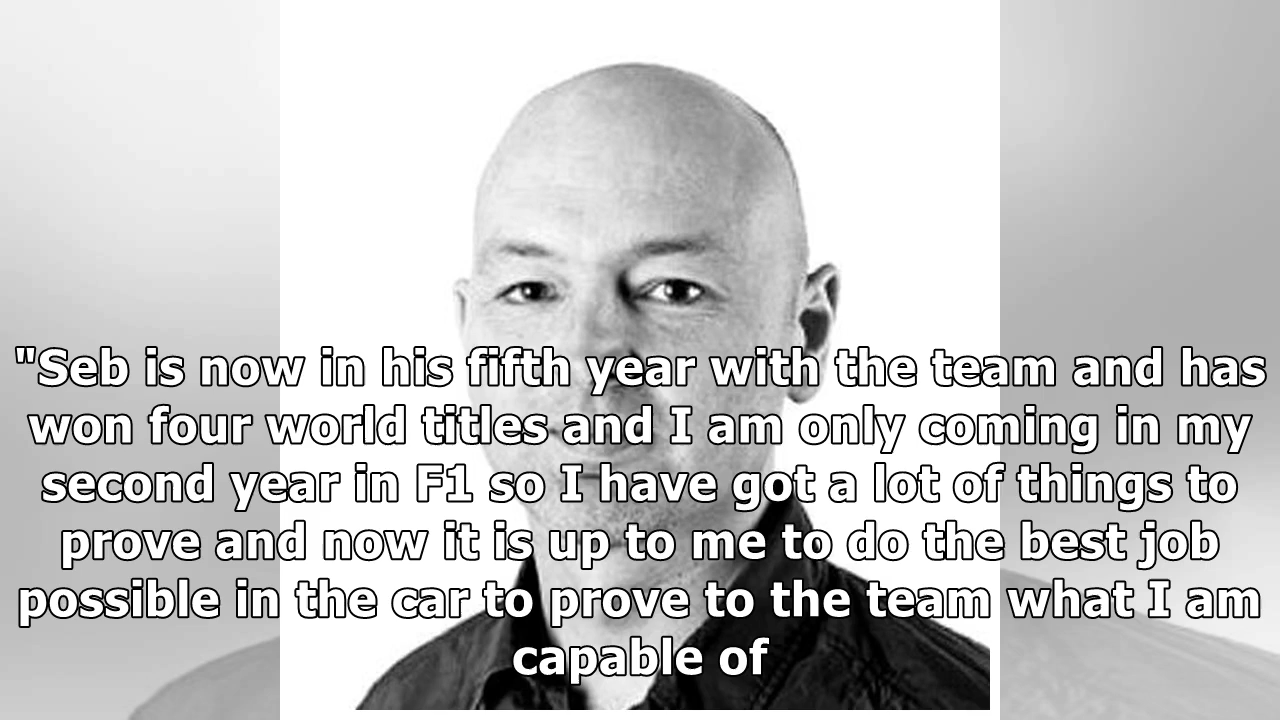 "Seb is now in his fifth year with the team and has
won four world titles and I am only coming in my
second year in F1 so I have got a lot of things to
prove and now it is up to me to do the best job
possible in the car to prove to the team what I am
capable of